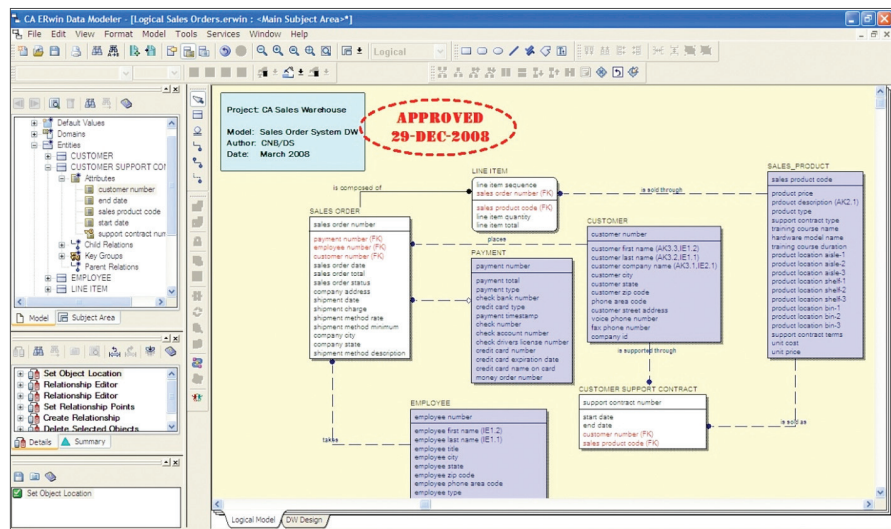 CA ERwin Data Modeler - [Logical Sales Orders.erwin : <Main Subject Area>*]
File Edit View Format Model Tools Services Window Help
Logical
Default Values
Domains
Entities
CUSTOMER
CUSTOMER SUPPORT CON
Attributes
customer number
end date
sales product code
start date
support contract num
Child Relations
Key Groups
Parent Relations
EMPLOYEE
LINE ITEM
Model Subject Area
Set Object Location
Relationship Editor
Relationship Editor
Set Relationship Points
Create Relationship
Delete Selected Objects
Details Summary
Set Object Location
Project: CA Sales Warehouse
Model: Sales Order System DW
Author: CNB/DS
Date: March 2008
APPROVED
29-DEC-2008
is composed of
LINE ITEM
line item sequence
sales order number (FK)
sales product code (FK)
line item quantity
line item total
is sold through
SALES_PRODUCT
sales product code
product price
product description (AK2.1)
product type
support contract type
training course name
hardware model name
training course duration
product location aisle-1
product location aisle-2
product location aisle-3
product location shelf-1
product location shelf-2
product location shelf-3
product location bin-1
product location bin-2
product location bin-3
support contract terms
unit cost
unit price
SALES ORDER
sales order number
payment number (FK)
employee number (FK)
customer number (FK)
sales order date
sales order total
sales order status
company address
shipment date
shipment charge
shipment method rate
shipment method minimum
company city
company state
shipment method description
places
PAYMENT
payment number
payment total
payment type
check bank number
credit card type
payment timestamp
check number
check account number
check drivers license number
credit card number
credit card expiration date
credit card name on card
money order number
CUSTOMER
customer number
customer first name (AK3.3,IE1.2)
customer last name (AK3.2,IE1.1)
customer company name (AK3.1,IE2.1)
customer city
customer state
customer zip code
phone area code
customer street address
voice phone number
fax phone number
company id
is supported through
CUSTOMER SUPPORT CONTRACT
support contract number
start date
end date
customer number (FK)
sales product code (FK)
is sold as
takes
EMPLOYEE
employee number
employee first name (IE1.2)
employee last name (IE1.1)
employee title
employee city
employee state
employee zip code
employee phone area code
employee type
Logical Model DW Design